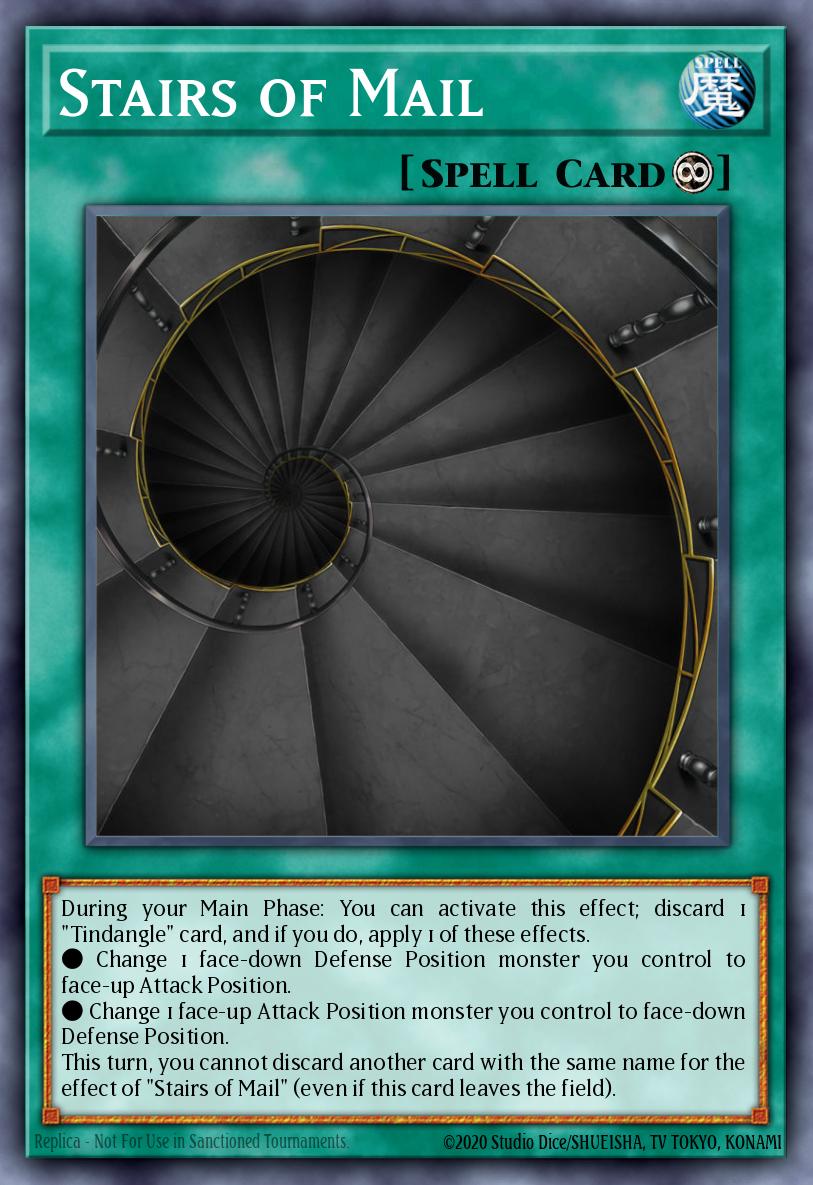 Stairs of Mail
SPELL
魔
[Spell Card]
During your Main Phase: You can activate this effect; discard 1
"Tindangle" card, and if you do, apply 1 of these effects.
● Change 1 face-down Defense Position monster you control to
face-up Attack Position.
● Change 1 face-up Attack Position monster you control to face-down
Defense Position.
This turn, you cannot discard another card with the same name for the
effect of "Stairs of Mail" (even if this card leaves the field).
Replica - Not For Use in Sanctioned Tournaments.
©2020 Studio Dice/SHUEISHA, TV TOKYO, KONAMI